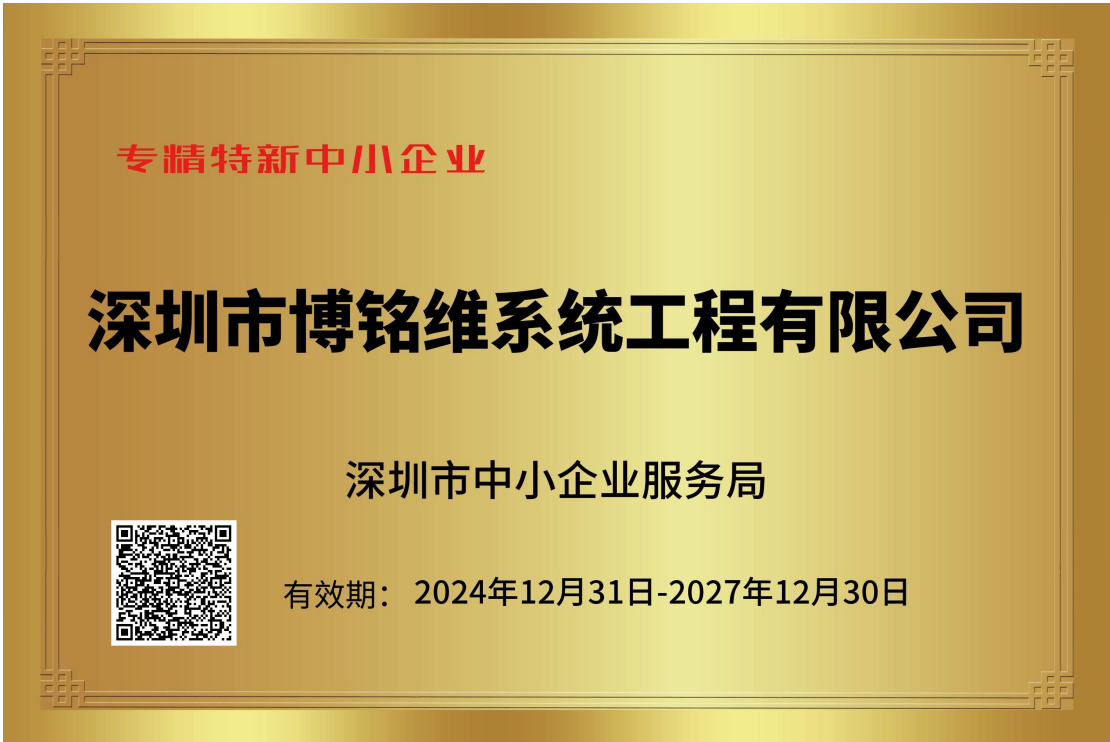 专精特新中小企业
深圳市博铭维系统工程有限公司
深圳市中小企业服务局
有效期： 2024年12月31日-2027年12月30日